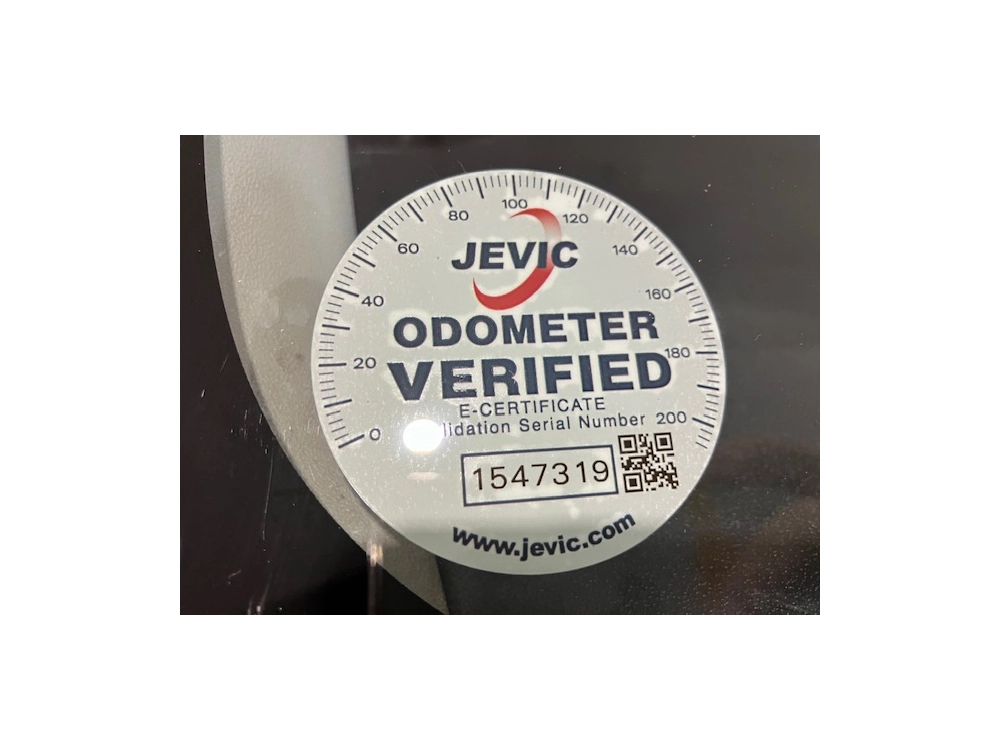 0 20 40 60 80 100 120 140 160 180 200
JEVIC
ODOMETER
VERIFIED
E-CERTIFICATE
Serial Number
1547319
www.jevic.com